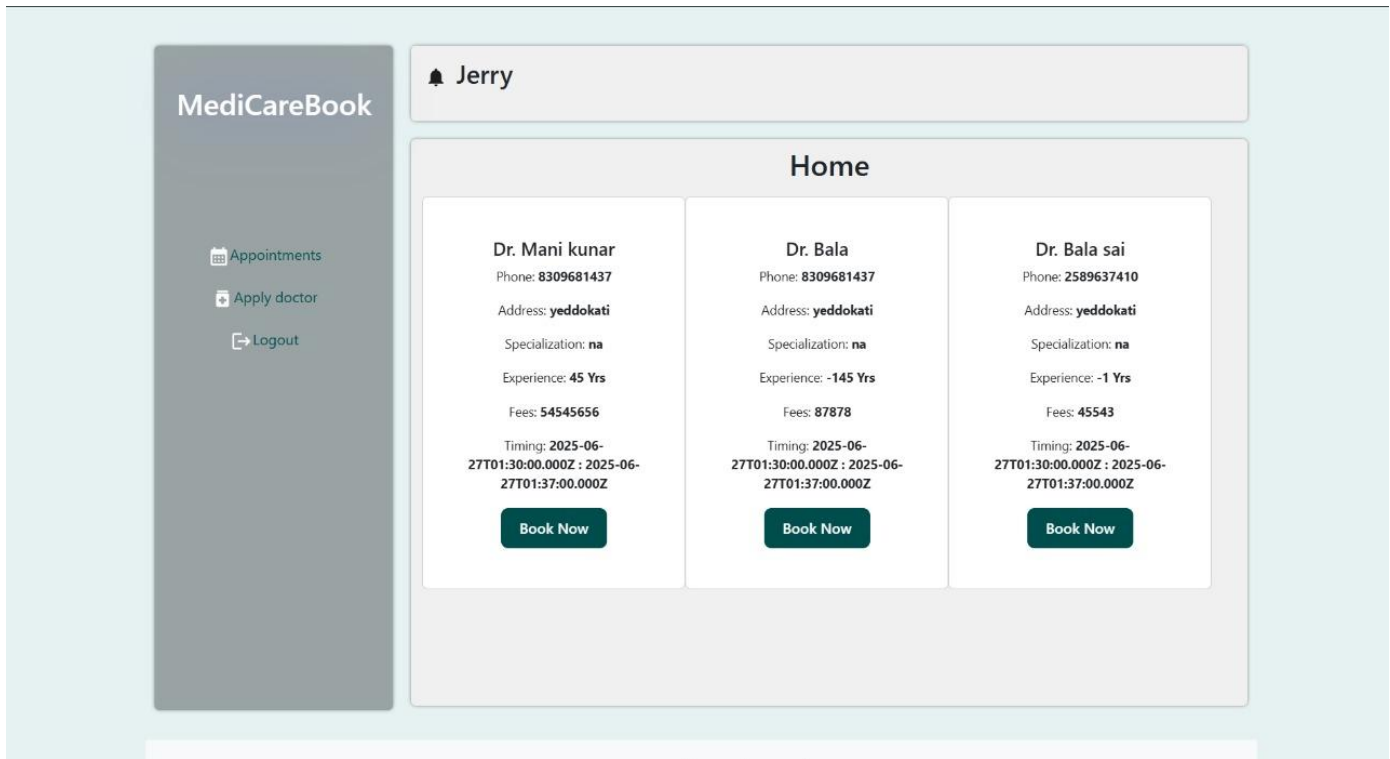 MediCareBook
Appointments
Apply doctor
Logout
Jerry
Home
Dr. Mani kunar
Phone: 8309681437
Address: yeddokati
Specialization: na
Experience: 45 Yrs
Fees: 54545656
Timing: 2025-06-
27T01:30:00.000Z : 2025-06-
27T01:37:00.000Z
Book Now
Dr. Bala
Phone: 8309681437
Address: yeddokati
Specialization: na
Experience: -145 Yrs
Fees: 87878
Timing: 2025-06-
27T01:30:00.000Z : 2025-06-
27T01:37:00.000Z
Book Now
Dr. Bala sai
Phone: 2589637410
Address: yeddokati
Specialization: na
Experience: -1 Yrs
Fees: 45543
Timing: 2025-06-
27T01:30:00.000Z : 2025-06-
27T01:37:00.000Z
Book Now